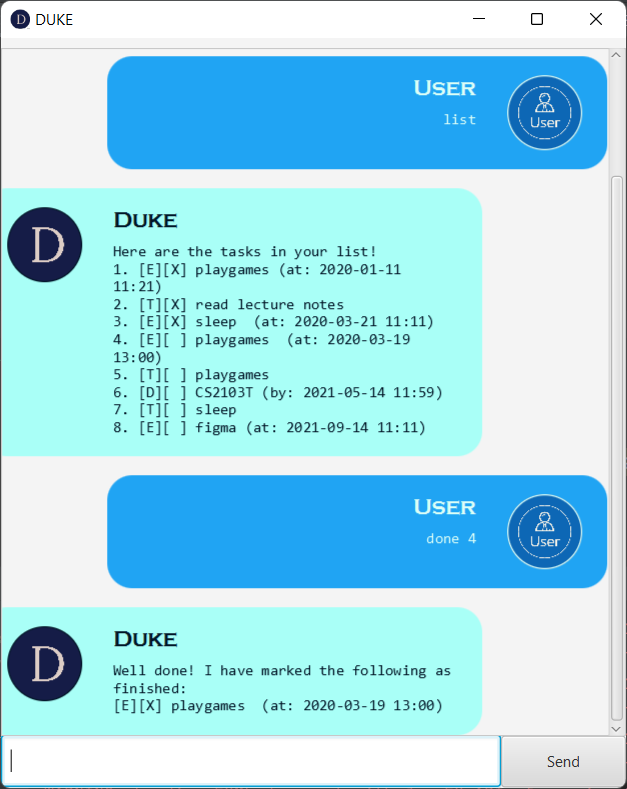 D DUKE
User
list
User
D
Duke
Here are the tasks in your list!
1. [E][X] playgames (at: 2020-01-11
11:21)
2. [T][X] read lecture notes
3. [E][X] sleep  (at: 2020-03-21 11:11)
4. [E][ ] playgames  (at: 2020-03-19
13:00)
5. [T][ ] playgames
6. [D][ ] CS2103T (by: 2021-05-14 11:59)
7. [T][ ] sleep
8. [E][ ] figma (at: 2021-09-14 11:11)
User
done 4
User
D
Duke
Well done! I have marked the following as
finished:
[E][X] playgames  (at: 2020-03-19 13:00)
Send